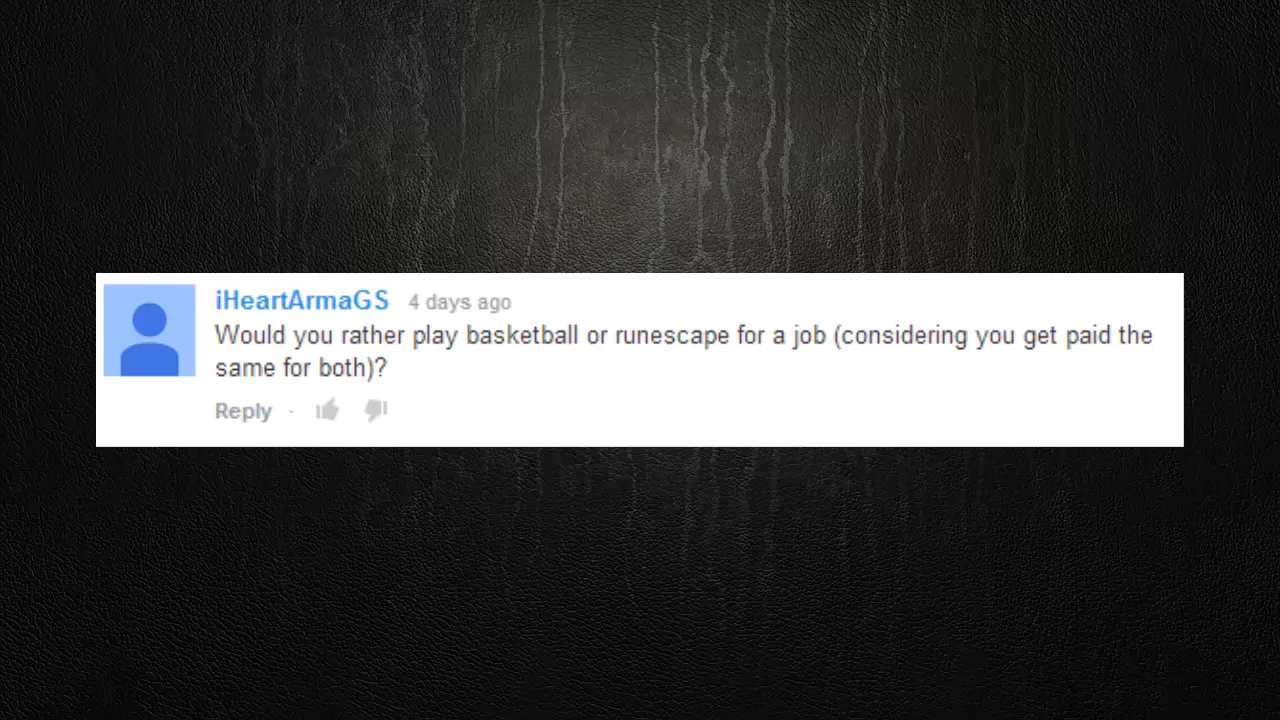 iHeartArmaGS 4 days ago
Would you rather play basketball or runescape for a job (considering you get paid the
same for both)?
Reply ·